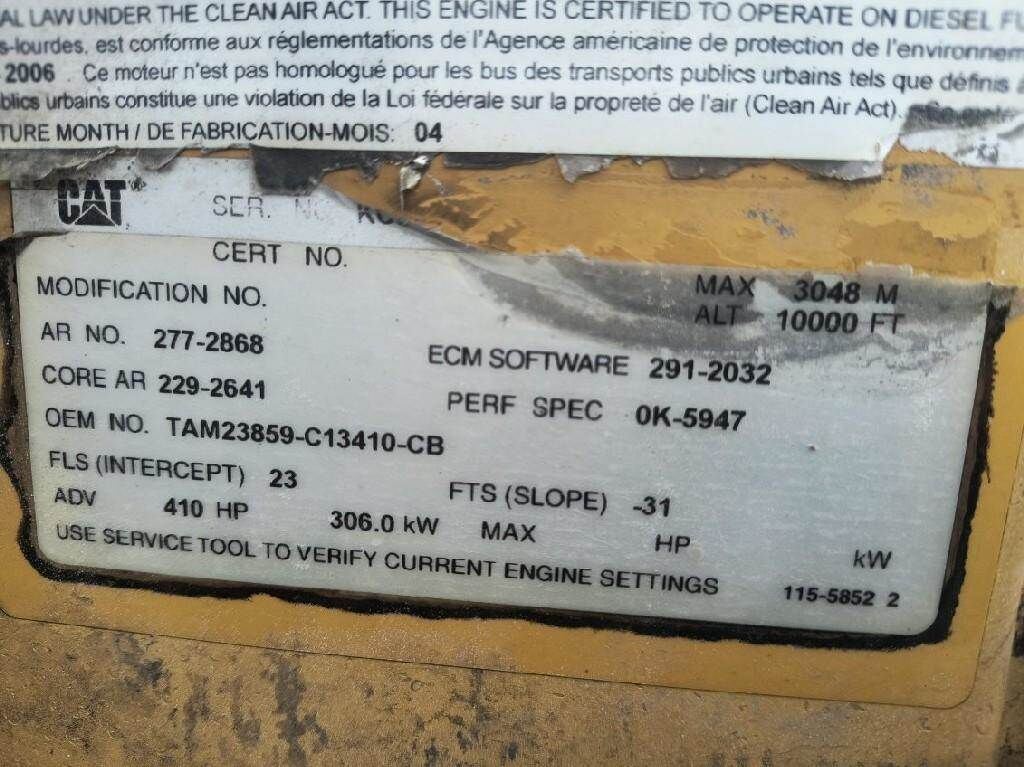 AL LAW UNDER THE CLEAN AIR ACT. THIS ENGINE IS CERTIFIED TO OPERATE ON DIESEL FU
s-lourdes, est conforme aux réglementations de l'Agence américaine de protection de l'environnem
2006 . Ce moteur n'est pas homologué pour les bus des transports publics urbains tels que définis à
blics urbains constitue une violation de la Loi fédérale sur la propreté de l'air (Clean Air Act).
TURE MONTH / DE FABRICATION-MOIS: 04
CAT SER. NO.
CERT NO.
MAX 3048 M
MODIFICATION NO.
ALT 10000 FT
AR NO. 277-2868
ECM SOFTWARE 291-2032
CORE AR 229-2641
PERF SPEC 0K-5947
OEM NO. TAM23859-C13410-CB
FLS (INTERCEPT) 23
FTS (SLOPE) -31
ADV 410 HP 306.0 kW MAX HP kW
USE SERVICE TOOL TO VERIFY CURRENT ENGINE SETTINGS 115-5852 2